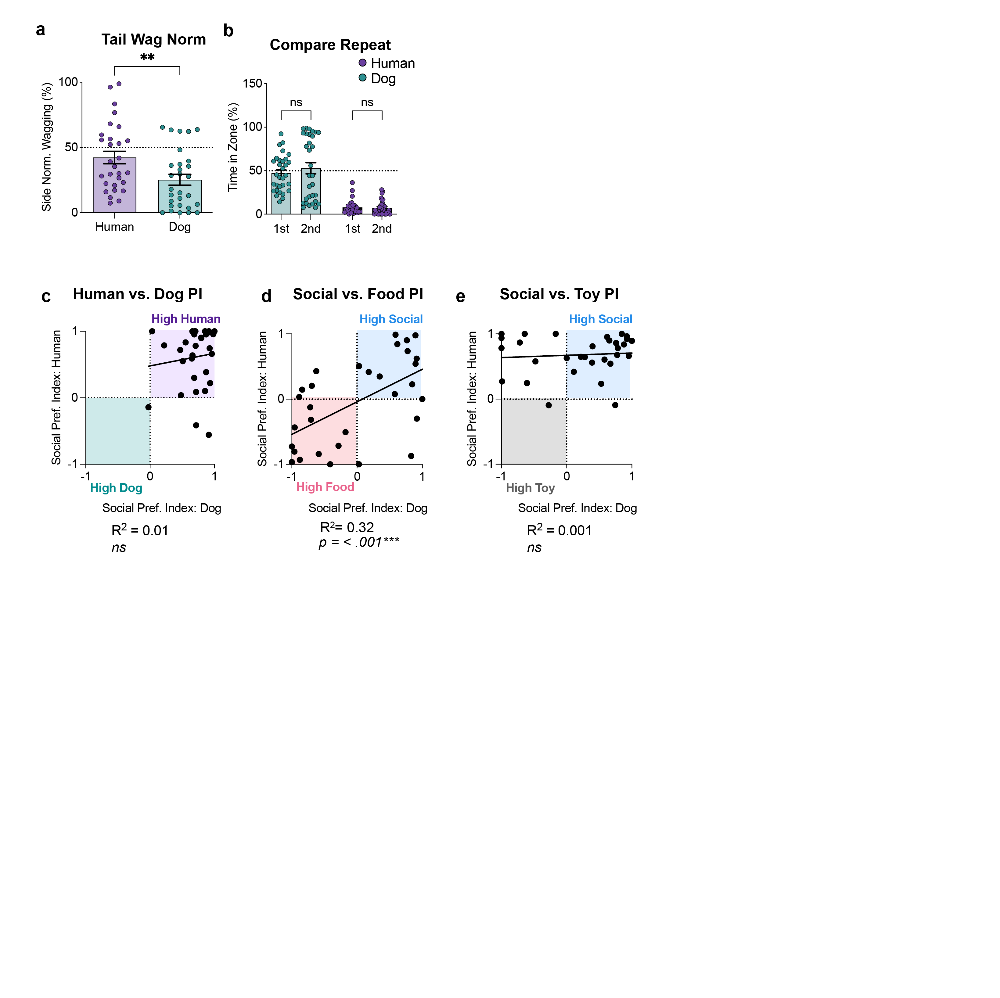 a
Tail Wag Norm
**
Side Norm. Wagging (%)
100
50
0
Human
Dog
b
Compare Repeat
Human
Dog
Time in Zone (%)
150
100
50
0
ns
ns
1st
2nd
1st
2nd
c
Human vs. Dog PI
High Human
Social Pref. Index: Human
1
0
-1
-1
0
1
High Dog
Social Pref. Index: Dog
R² = 0.01
ns
d
Social vs. Food PI
High Social
Social Pref. Index: Human
1
0
-1
-1
0
1
High Food
Social Pref. Index: Dog
R²= 0.32
p = < .001***
e
Social vs. Toy PI
High Social
Social Pref. Index: Human
1
0
-1
-1
0
1
High Toy
Social Pref. Index: Dog
R² = 0.001
ns